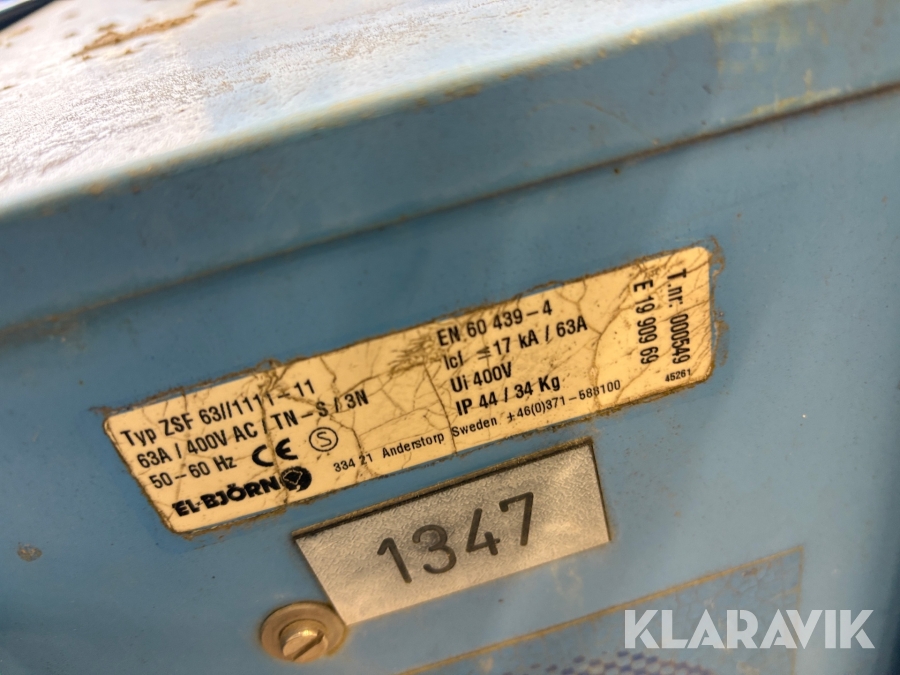 Typ ZSF 63//1111-11
63A / 400V AC / TN-S / 3N
50-60 Hz CE S
EL-BJÖRN
334 21 Anderstorp Sweden +46(0)371-588100
EN 60 439-4
Icf =17 kA / 63A
Ui 400V
IP 44 / 34 Kg
T.nr. 000549
E 19 909 69
45261
1347
KLARAVIK